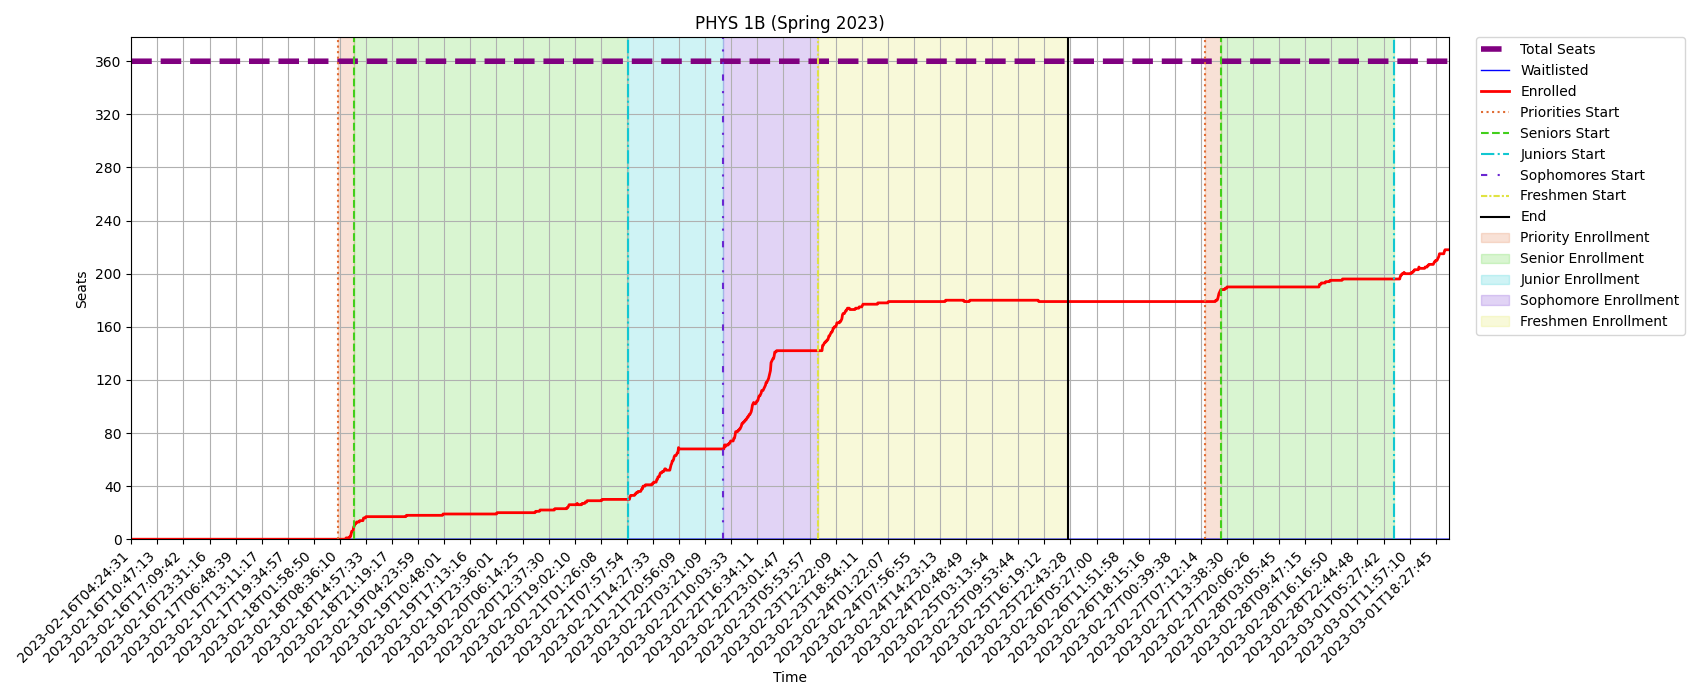 PHYS 1B (Spring 2023)
Seats
360
320
280
240
200
160
120
80
40
0
2023-02-16T04:24:31
2023-02-16T10:47:13
2023-02-16T17:09:42
2023-02-16T23:31:16
2023-02-17T06:48:39
2023-02-17T13:11:17
2023-02-17T19:34:57
2023-02-18T01:58:50
2023-02-18T08:36:10
2023-02-18T14:57:33
2023-02-18T21:19:17
2023-02-19T04:23:59
2023-02-19T10:48:01
2023-02-19T17:13:16
2023-02-19T23:36:01
2023-02-20T06:14:25
2023-02-20T12:37:30
2023-02-20T19:02:10
2023-02-21T01:26:08
2023-02-21T07:57:54
2023-02-21T14:27:33
2023-02-21T20:56:09
2023-02-22T03:21:09
2023-02-22T10:03:33
2023-02-22T16:34:11
2023-02-22T23:01:47
2023-02-23T05:53:57
2023-02-23T12:22:09
2023-02-23T18:54:11
2023-02-24T01:22:07
2023-02-24T07:56:55
2023-02-24T14:23:13
2023-02-24T20:48:49
2023-02-25T03:13:54
2023-02-25T09:53:44
2023-02-25T16:19:12
2023-02-25T22:43:28
2023-02-26T05:27:00
2023-02-26T11:51:58
2023-02-26T18:15:16
2023-02-27T00:39:38
2023-02-27T07:12:14
2023-02-27T13:38:30
2023-02-27T20:06:26
2023-02-28T03:05:45
2023-02-28T09:47:15
2023-02-28T16:16:50
2023-02-28T22:44:48
2023-03-01T05:27:42
2023-03-01T11:57:10
2023-03-01T18:27:45
Time
Total Seats
Waitlisted
Enrolled
Priorities Start
Seniors Start
Juniors Start
Sophomores Start
Freshmen Start
End
Priority Enrollment
Senior Enrollment
Junior Enrollment
Sophomore Enrollment
Freshmen Enrollment